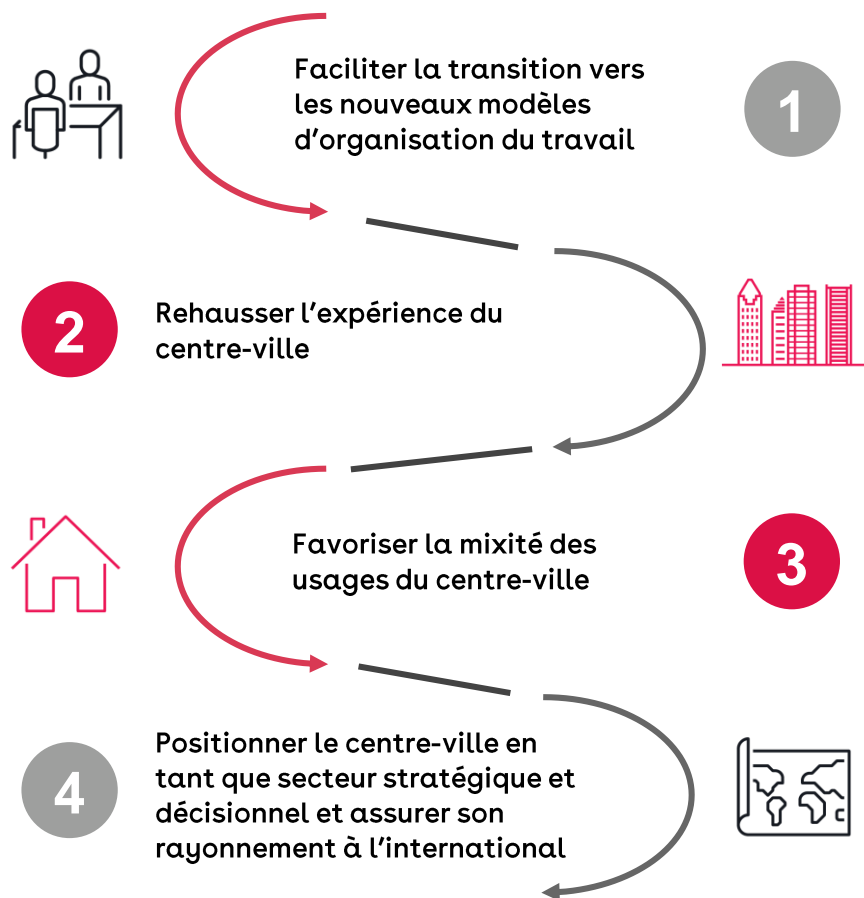 Faciliter la transition vers
les nouveaux modèles
d'organisation du travail
1
2
Rehausser l'expérience du
centre-ville
Favoriser la mixité des
usages du centre-ville
3
4
Positionner le centre-ville en
tant que secteur stratégique et
décisionnel et assurer son
rayonnement à l'international